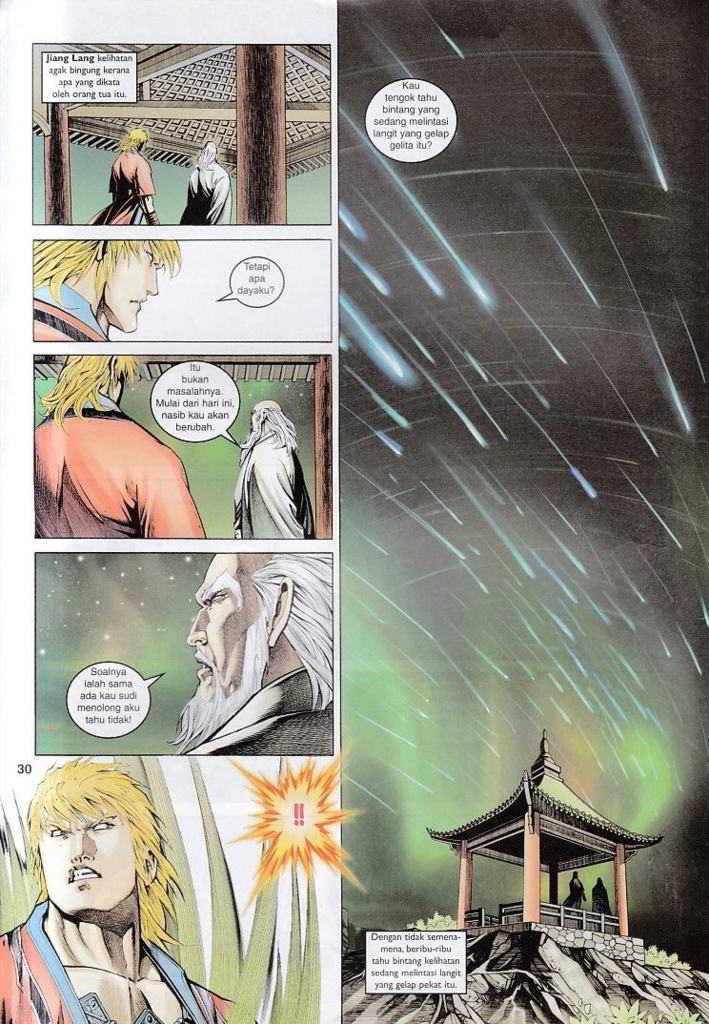 Jiang Lang kelihatan
agak bingung kerana
apa yang dikata
oleh orang tua itu.
Tetapi
apa
dayaku?
Itu
bukan
masalahnya.
Mulai dari hari ini,
nasib kau akan
berubah.
Soalnya
ialah sama
ada kau sudi
menolong aku
tahu tidak!
30
!!
Kau
tengok tahu
bintang yang
sedang melintasi
langit yang gelap
gelita itu?
Dengan tidak semena-
mena, beribu-ribu
tahu bintang kelihatan
sedang melintasi langit
yang gelap pekat itu.